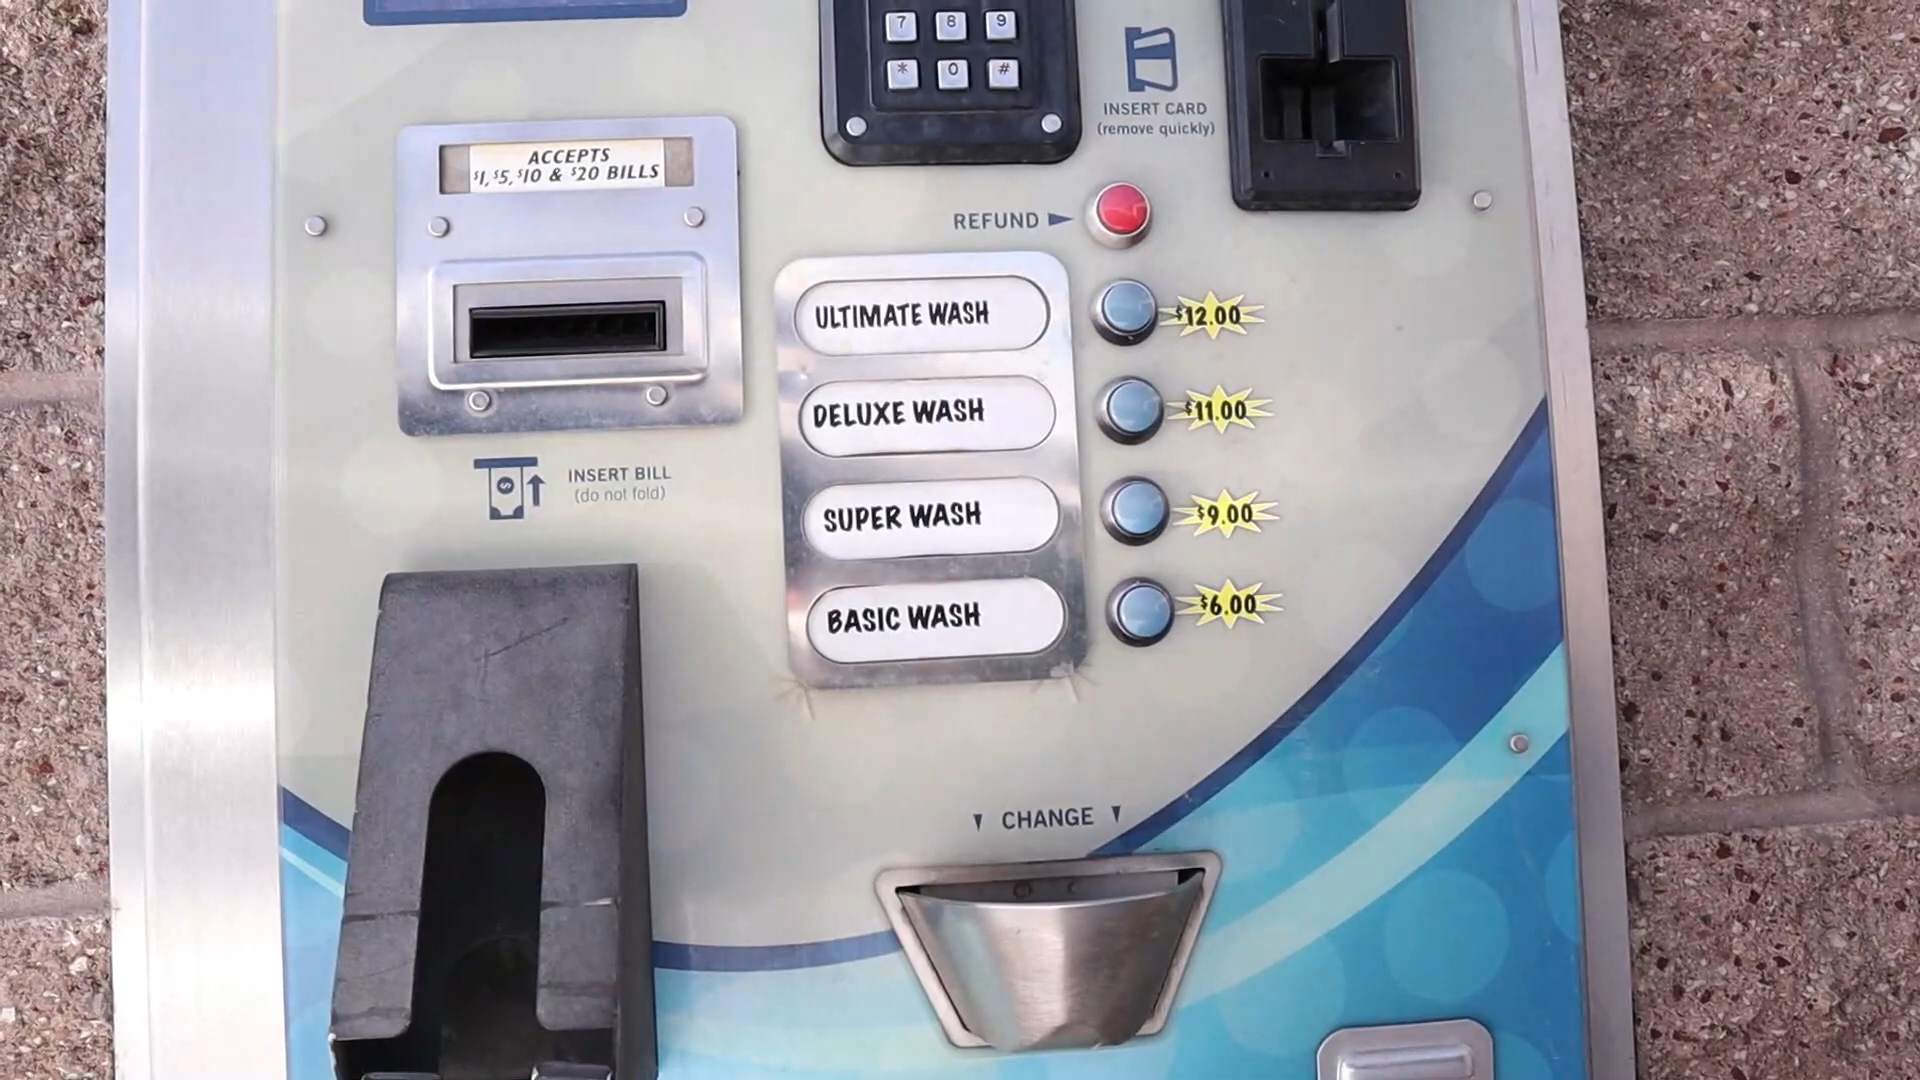 7 8 9
* 0 #
INSERT CARD
(remove quickly)
ACCEPTS
$1, $5, $10 & $20 BILLS
REFUND
ULTIMATE WASH $12.00
DELUXE WASH $11.00
SUPER WASH $9.00
BASIC WASH $6.00
INSERT BILL
(do not fold)
$
CHANGE